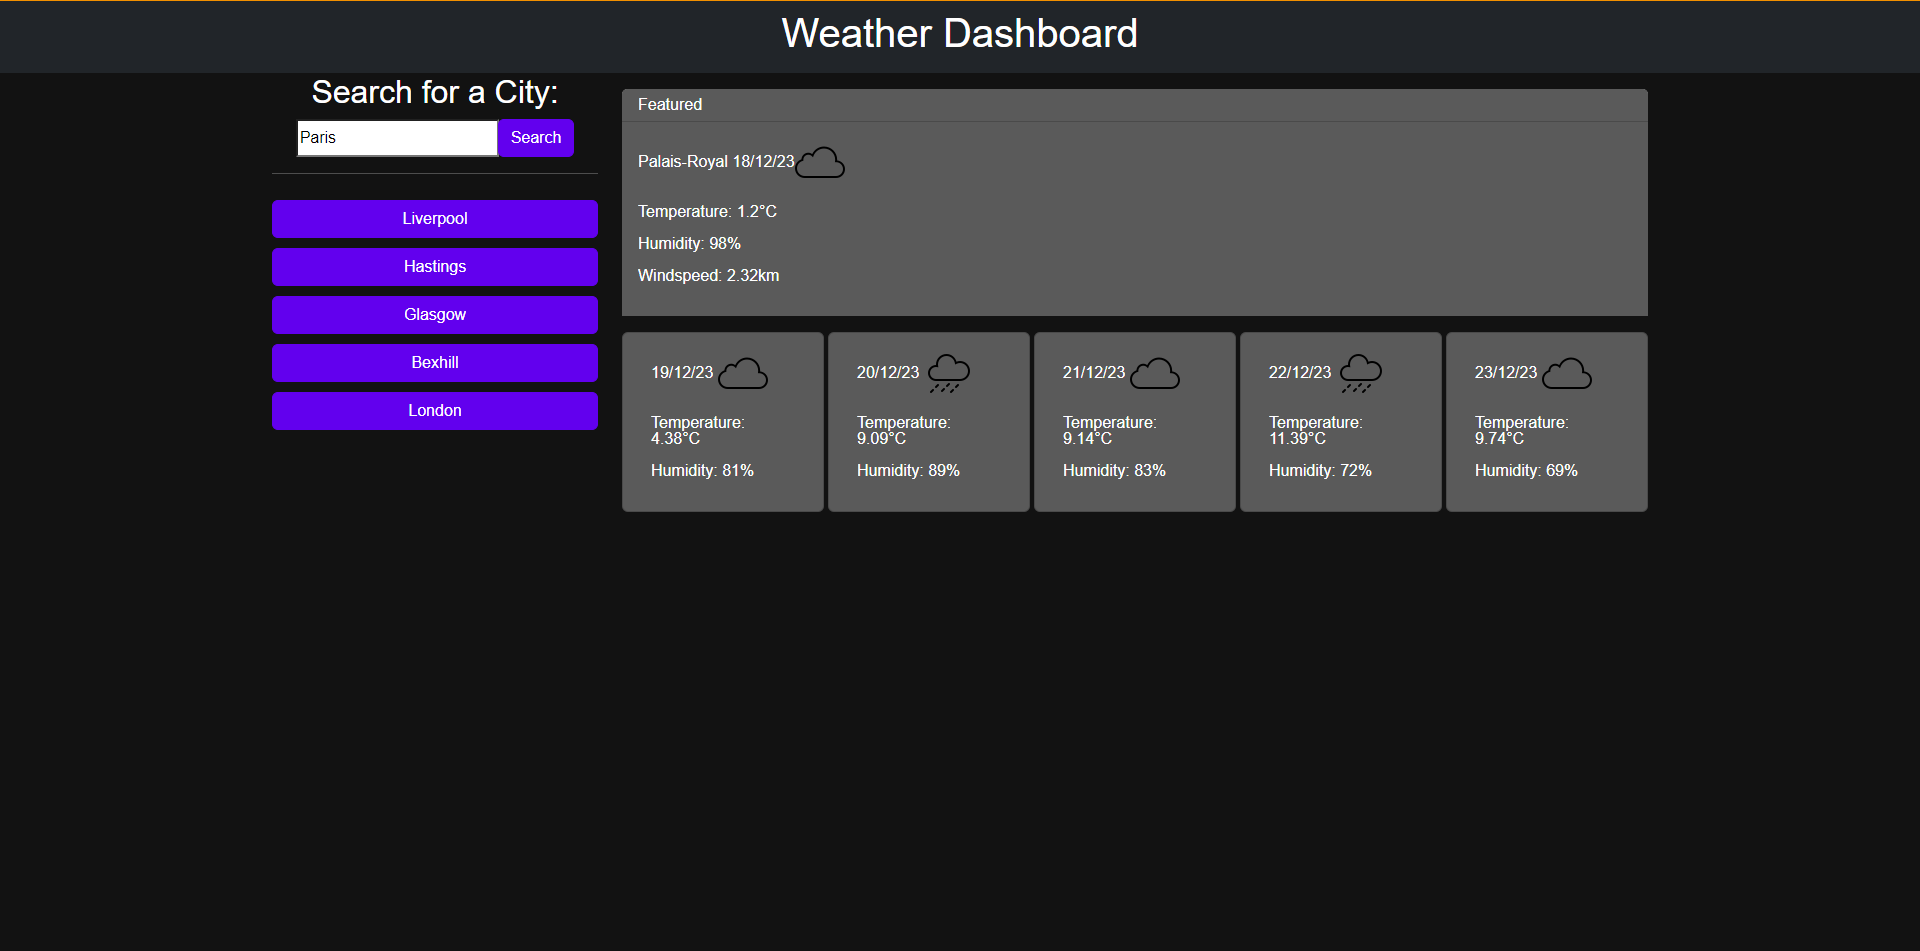 Weather Dashboard
Search for a City:
Paris
Search
Liverpool
Hastings
Glasgow
Bexhill
London
Featured
Palais-Royal 18/12/23
Temperature: 1.2°C
Humidity: 98%
Windspeed: 2.32km
19/12/23
Temperature:
4.38°C
Humidity: 81%
20/12/23
Temperature:
9.09°C
Humidity: 89%
21/12/23
Temperature:
9.14°C
Humidity: 83%
22/12/23
Temperature:
11.39°C
Humidity: 72%
23/12/23
Temperature:
9.74°C
Humidity: 69%